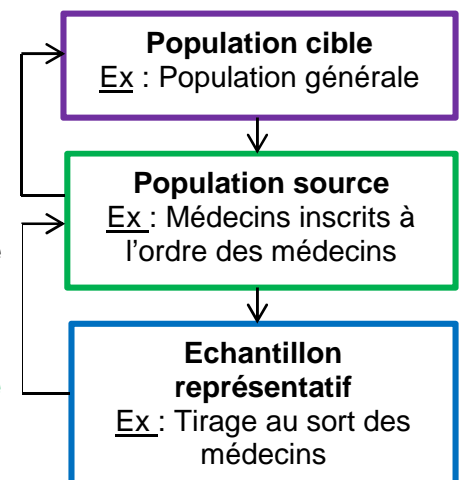 Population cible
Ex : Population générale
Population source
Ex : Médecins inscrits à
l’ordre des médecins
Echantillon
représentatif
Ex : Tirage au sort des
médecins